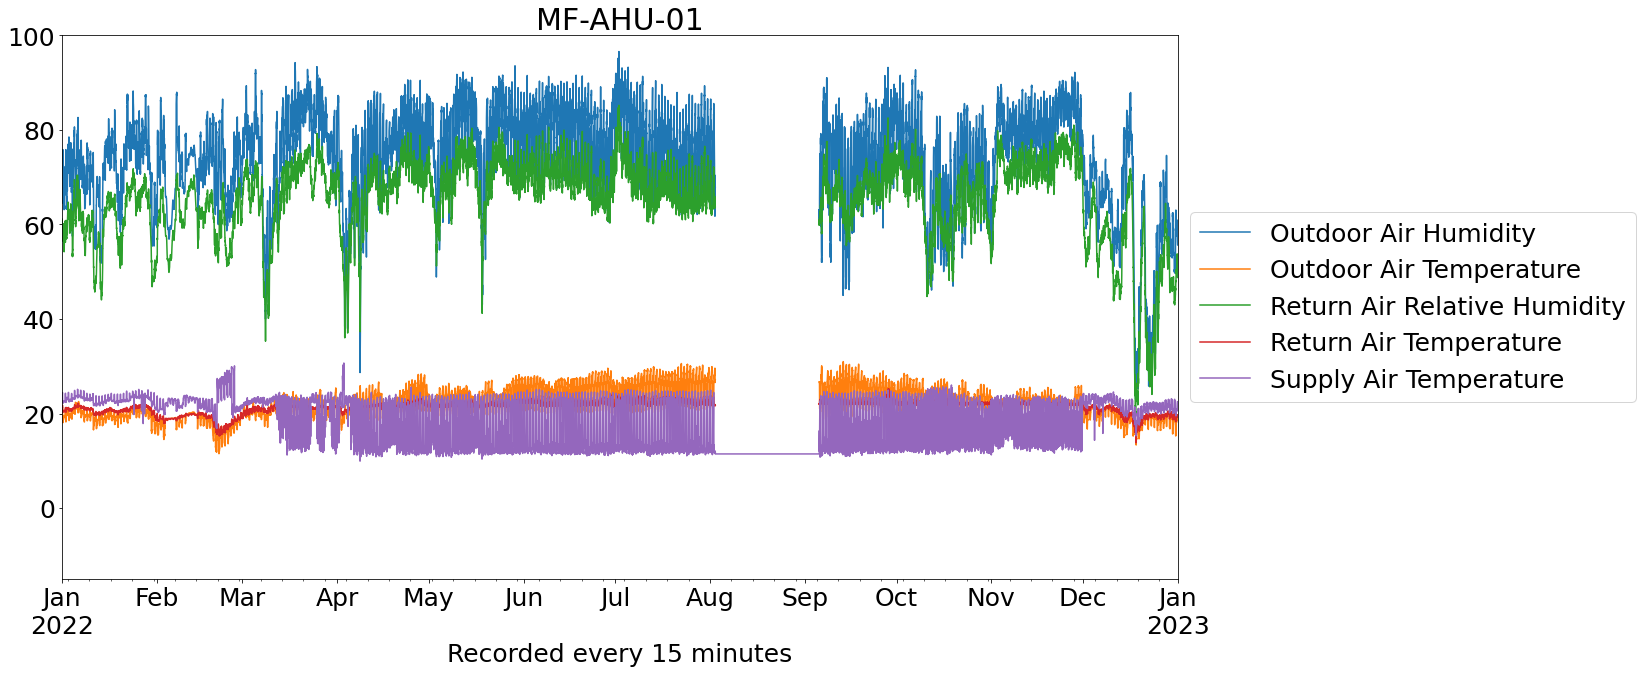 MF-AHU-01
100
80
60
40
20
0
Jan Feb Mar Apr May Jun Jul Aug Sep Oct Nov Dec Jan
2022 2023
Recorded every 15 minutes
Outdoor Air Humidity
Outdoor Air Temperature
Return Air Relative Humidity
Return Air Temperature
Supply Air Temperature